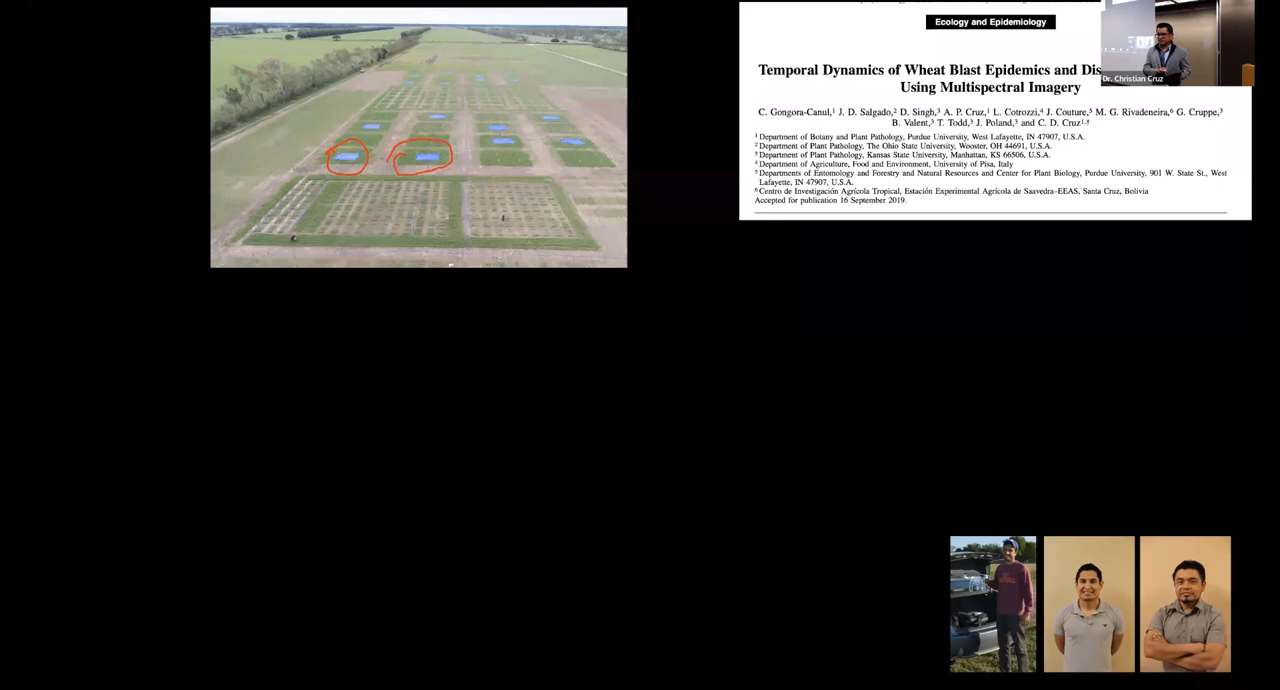 Ecology and Epidemiology
Temporal Dynamics of Wheat Blast Epidemics and Dis
Using Multispectral Imagery
C. Gongora-Canul,¹ J. D. Salgado,² D. Singh,³ A. P. Cruz,¹ L. Cotrozzi,⁴ J. Couture,⁵ M. G. Rivadeneira,⁶ G. Cruppe,³
B. Valent,³ T. Todd,³ J. Poland,³ and C. D. Cruz¹,†
¹ Department of Botany and Plant Pathology, Purdue University, West Lafayette, IN 47907, U.S.A.
² Department of Plant Pathology, The Ohio State University, Wooster, OH 44691, U.S.A.
³ Department of Plant Pathology, Kansas State University, Manhattan, KS 66506, U.S.A.
⁴ Department of Agriculture, Food and Environment, University of Pisa, Italy
⁵ Departments of Entomology and Forestry and Natural Resources and Center for Plant Biology, Purdue University, 901 W. State St., West
Lafayette, IN 47907, U.S.A.
⁶ Centro de Investigación Agrícola Tropical, Estación Experimental Agrícola de Saavedra–EEAS, Santa Cruz, Bolivia
Accepted for publication 16 September 2019.
Dr. Christian Cruz